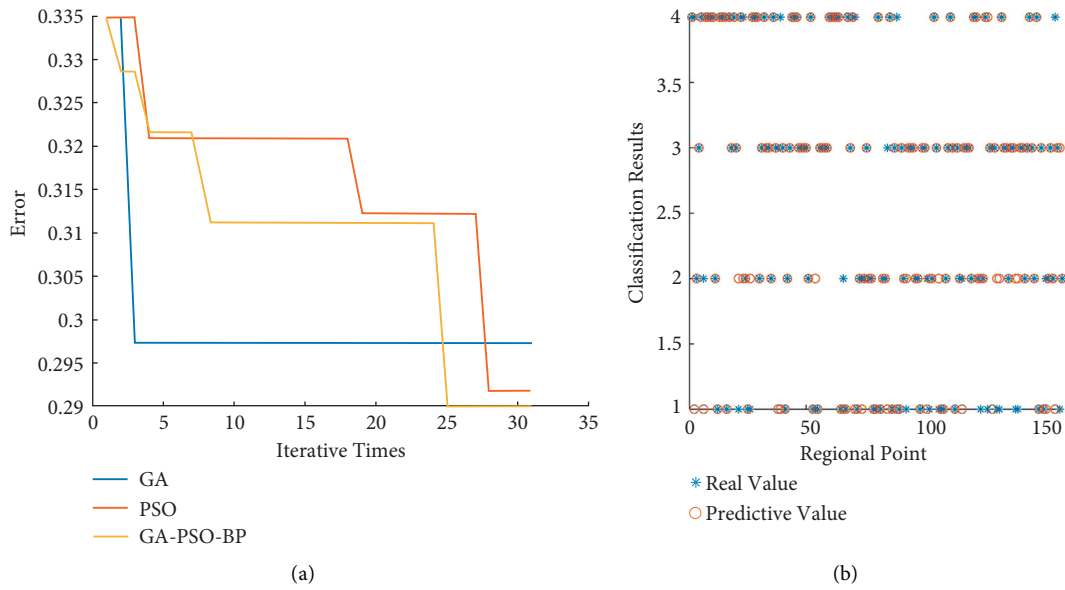 0.335
0.33
0.325
0.32
0.315
0.31
0.305
0.3
0.295
0.29
Error
0 5 10 15 20 25 30 35
Iterative Times
GA
PSO
GA-PSO-BP
(a)
4
3.5
3
2.5
2
1.5
1
Classification Results
0 50 100 150
Regional Point
Real Value
Predictive Value
(b)